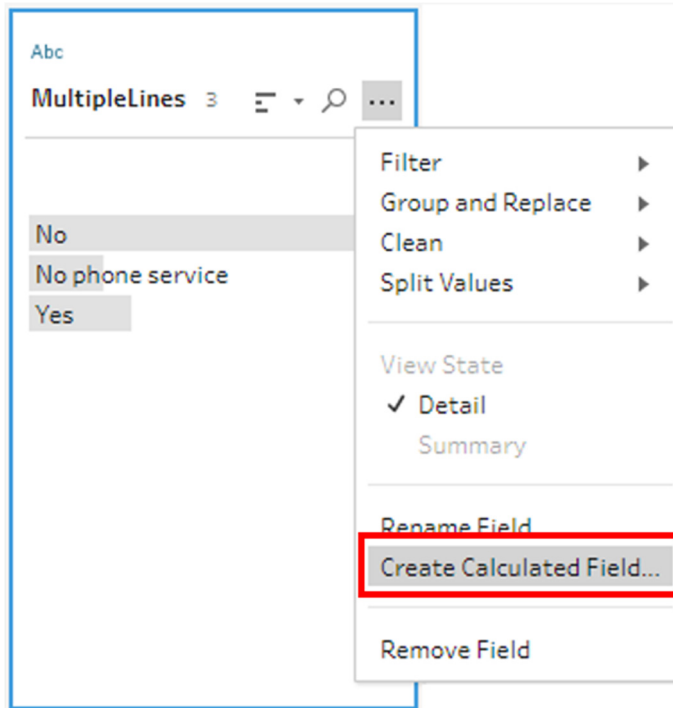 Abc
MultipleLines 3 ...
No
No phone service
Yes
Filter
Group and Replace
Clean
Split Values
View State
✓ Detail
Summary
Rename Field
Create Calculated Field...
Remove Field